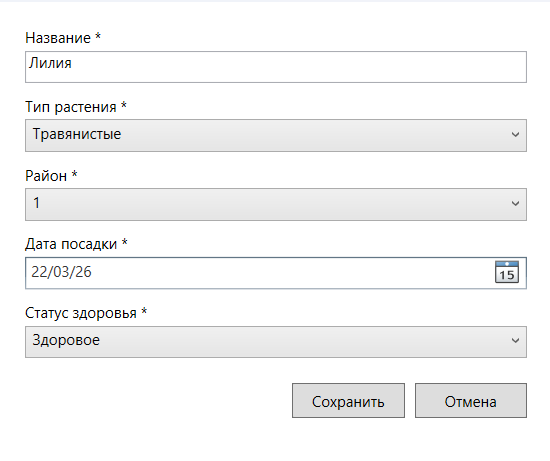 Название *
Лилия
Тип растения *
Травянистые
Район *
1
Дата посадки *
22/03/26
15
Статус здоровья *
Здоровое
Сохранить
Отмена